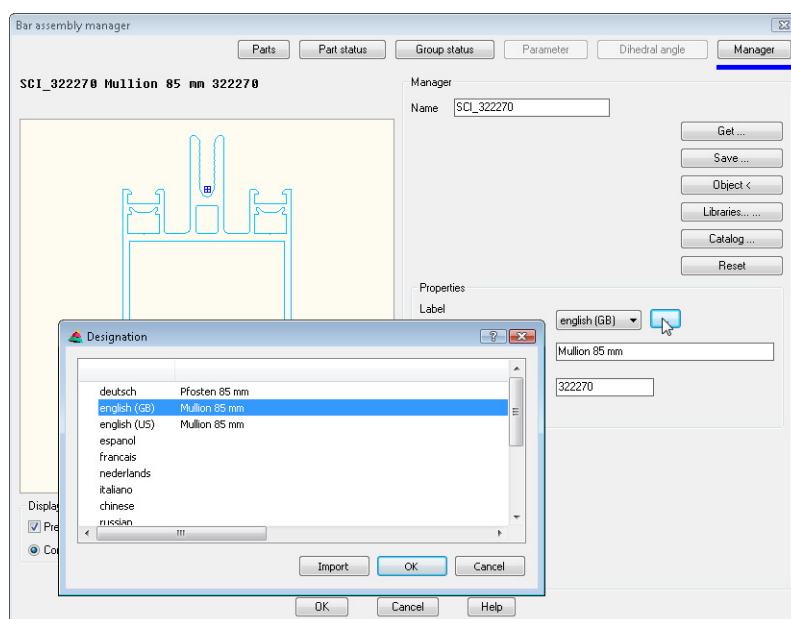 Bar assembly manager
Parts Part status Group status Parameter Dihedral angle Manager
SCI_322270 Mullion 85 mm 322270
Manager
Name SCI_322270
Get ...
Save ...
Object <
Libraries... ...
Catalog ...
Reset
Properties
Label
english (GB)
Mullion 85 mm
322270
Designation
deutsch Pfosten 85 mm
english (GB) Mullion 85 mm
english (US) Mullion 85 mm
espanol
francais
nederlands
italiano
chinese
russian
Import OK Cancel
Display
Pre
Co
OK Cancel Help